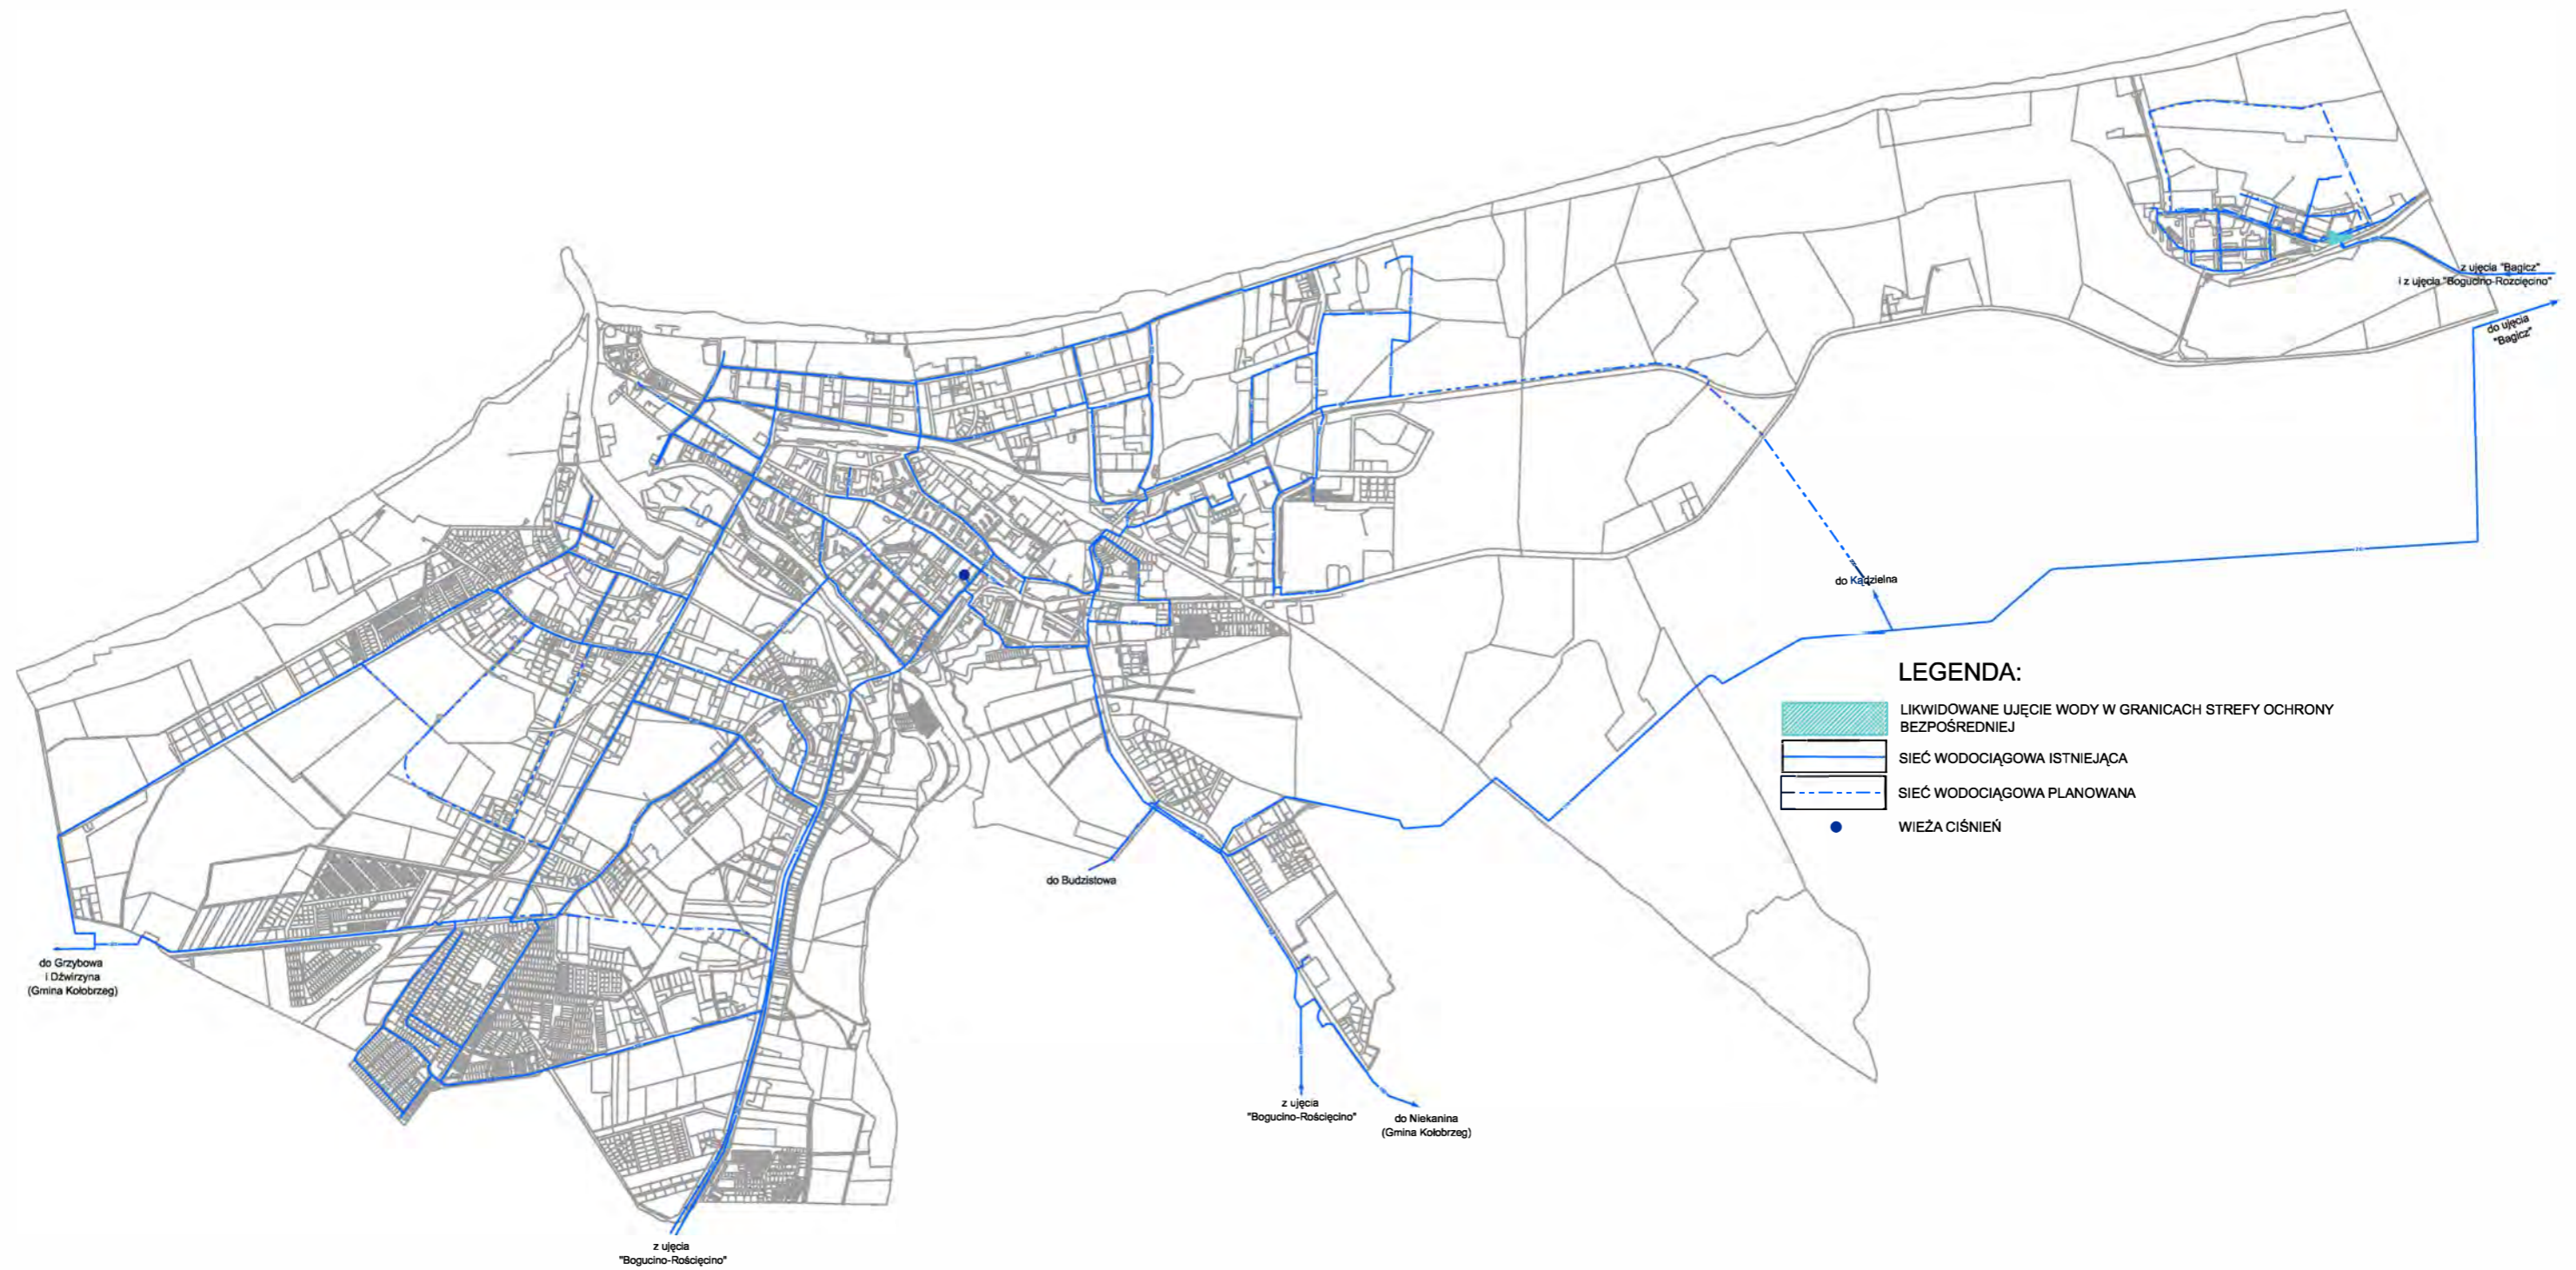 z ujęcia "Bagicz"
i z ujęcia "Bogucino-Rozcięcino"
do ujęcia
"Bagicz"
do Kądzielna
LEGENDA:
LIKWIDOWANE UJĘCIE WODY W GRANICACH STREFY OCHRONY
BEZPOŚREDNIEJ
SIEĆ WODOCIĄGOWA ISTNIEJĄCA
SIEĆ WODOCIĄGOWA PLANOWANA
WIEŻA CIŚNIEŃ
do Budzistowa
do Grzybowa
i Dźwirzyna
(Gmina Kołobrzeg)
z ujęcia
"Bogucino-Rościęcino"
do Niekanina
(Gmina Kołobrzeg)
z ujęcia
"Bogucino-Rościęcino"